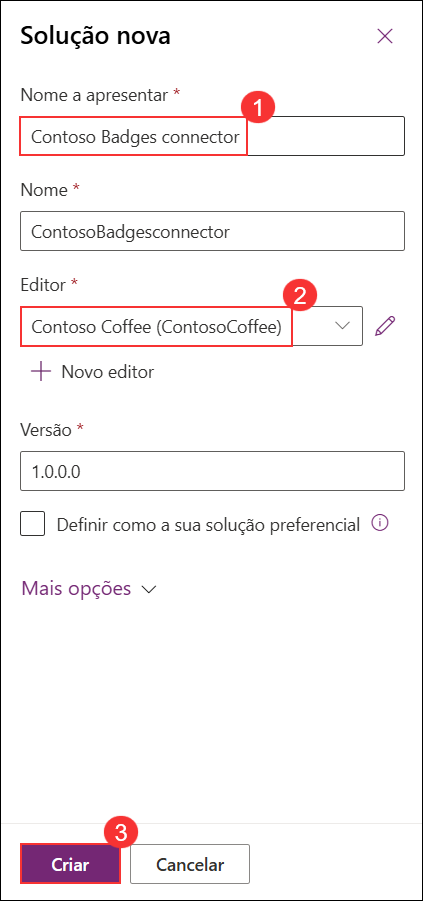 Solução nova
Nome a apresentar *
1
Contoso Badges connector
Nome *
ContosoBadgesconnector
Editor *
2
Contoso Coffee (ContosoCoffee)
Novo editor
Versão *
1.0.0.0
Definir como a sua solução preferencial
Mais opções
3
Criar Cancelar